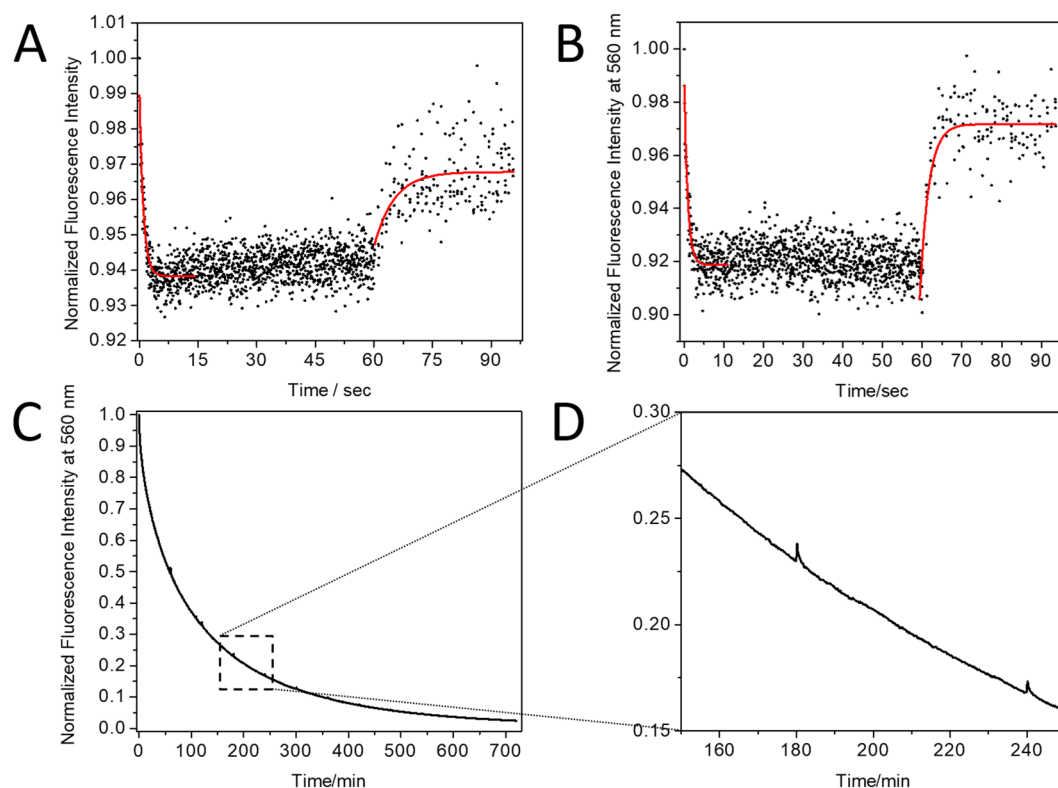 A
Normalized Fluorescence Intensity
1.01
1.00
0.99
0.98
0.97
0.96
0.95
0.94
0.93
0.92
0 15 30 45 60 75 90
Time / sec
B
Normalized Fluorescence Intensity at 560 nm
1.00
0.98
0.96
0.94
0.92
0.90
0 10 20 30 40 50 60 70 80 90
Time/sec
C
Normalized Fluorescence Intensity at 560 nm
1.0
0.9
0.8
0.7
0.6
0.5
0.4
0.3
0.2
0.1
0.0
0 100 200 300 400 500 600 700
Time/min
D
0.30
0.25
0.20
0.15
160 180 200 220 240
Time/min